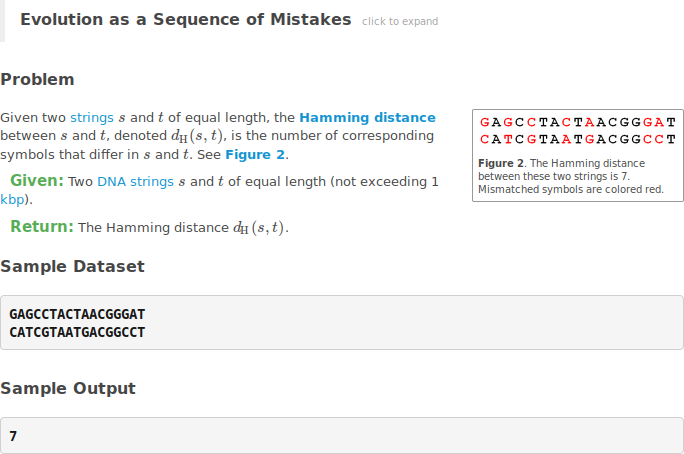 Evolution as a Sequence of Mistakes click to expand
Problem
Given two strings s and t of equal length, the Hamming distance
between s and t, denoted dH(s, t), is the number of corresponding
symbols that differ in s and t. See Figure 2.
Given: Two DNA strings s and t of equal length (not exceeding 1
kbp).
Return: The Hamming distance dH(s, t).
GAGCCTACTAACGGGAT
CATCGTAATGACGGCCT
Figure 2. The Hamming distance
between these two strings is 7.
Mismatched symbols are colored red.
Sample Dataset
GAGCCTACTAACGGGAT
CATCGTAATGACGGCCT
Sample Output
7